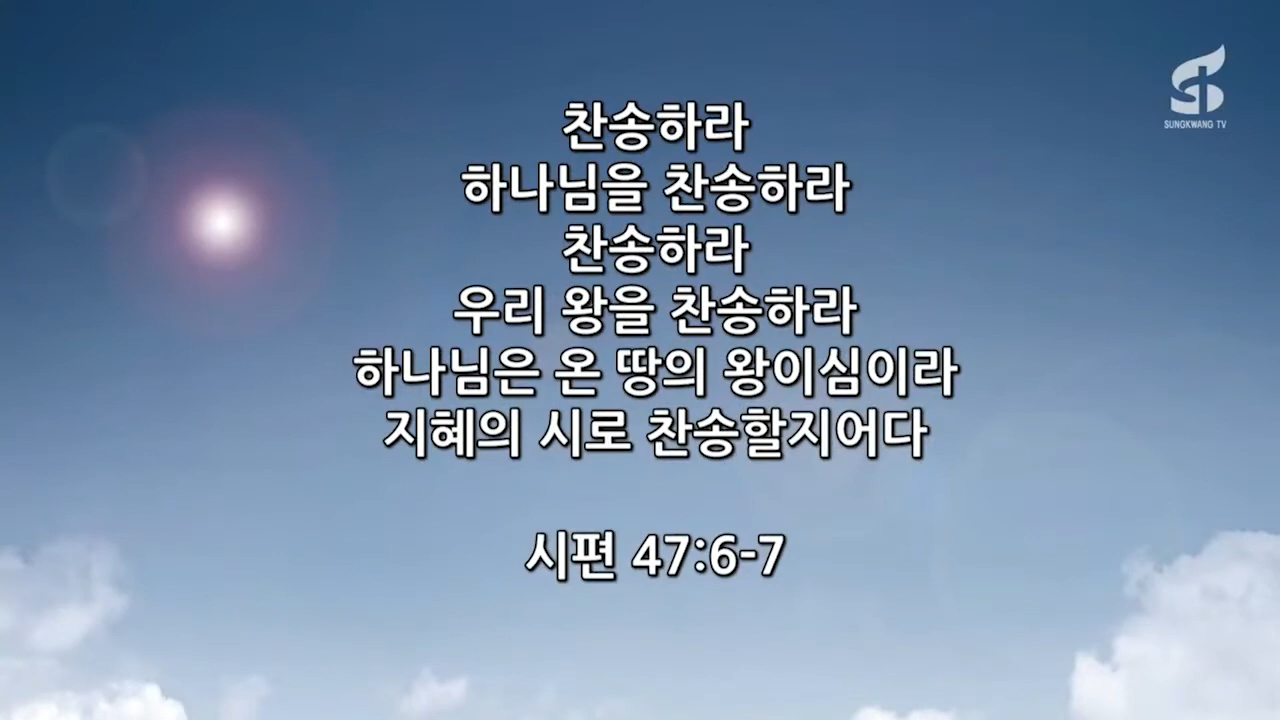 SUNGKWANG TV
찬송하라
하나님을 찬송하라
찬송하라
우리 왕을 찬송하라
하나님은 온 땅의 왕이심이라
지혜의 시로 찬송할지어다
시편 47:6-7